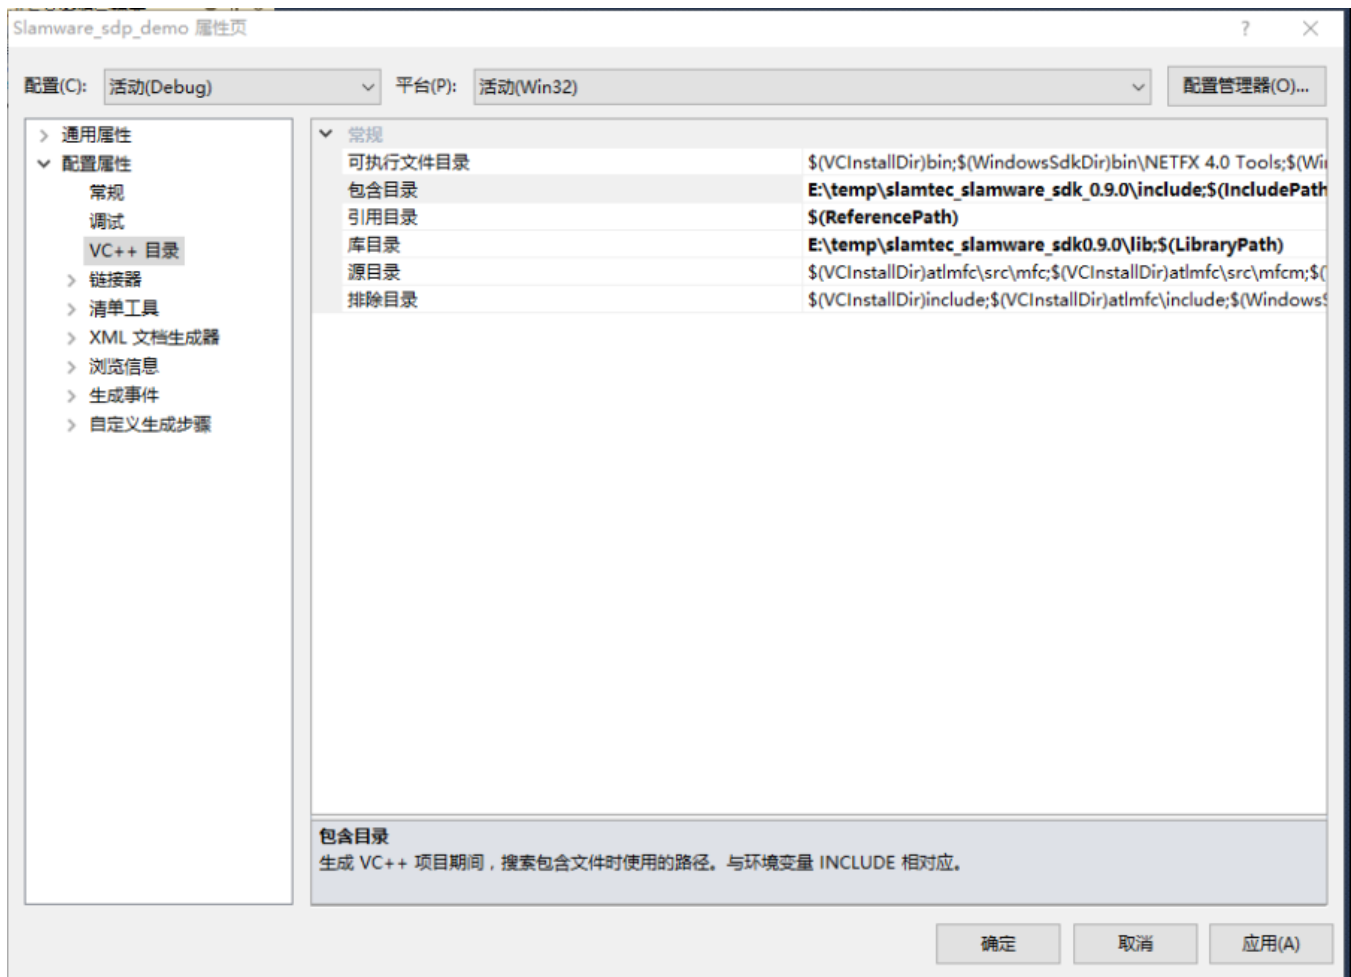 Slamware_sdp_demo 属性页
配置(C): 活动(Debug) 平台(P): 活动(Win32) 配置管理器(O)...
通用属性
配置属性
常规
调试
VC++ 目录
链接器
清单工具
XML 文档生成器
浏览信息
生成事件
自定义生成步骤
常规
可执行文件目录 $(VCInstallDir)bin;$(WindowsSdkDir)bin\NETFX 4.0 Tools;$(Wi
包含目录 E:\temp\slamtec_slamware_sdk_0.9.0\include;$(IncludePath
引用目录 $(ReferencePath)
库目录 E:\temp\slamtec_slamware_sdk0.9.0\lib;$(LibraryPath)
源目录 $(VCInstallDir)atlmfc\src\mfc;$(VCInstallDir)atlmfc\src\mfcm;$(
排除目录 $(VCInstallDir)include;$(VCInstallDir)atlmfc\include;$(Windows
包含目录
生成 VC++ 项目期间，搜索包含文件时使用的路径。与环境变量 INCLUDE 相对应。
确定 取消 应用(A)